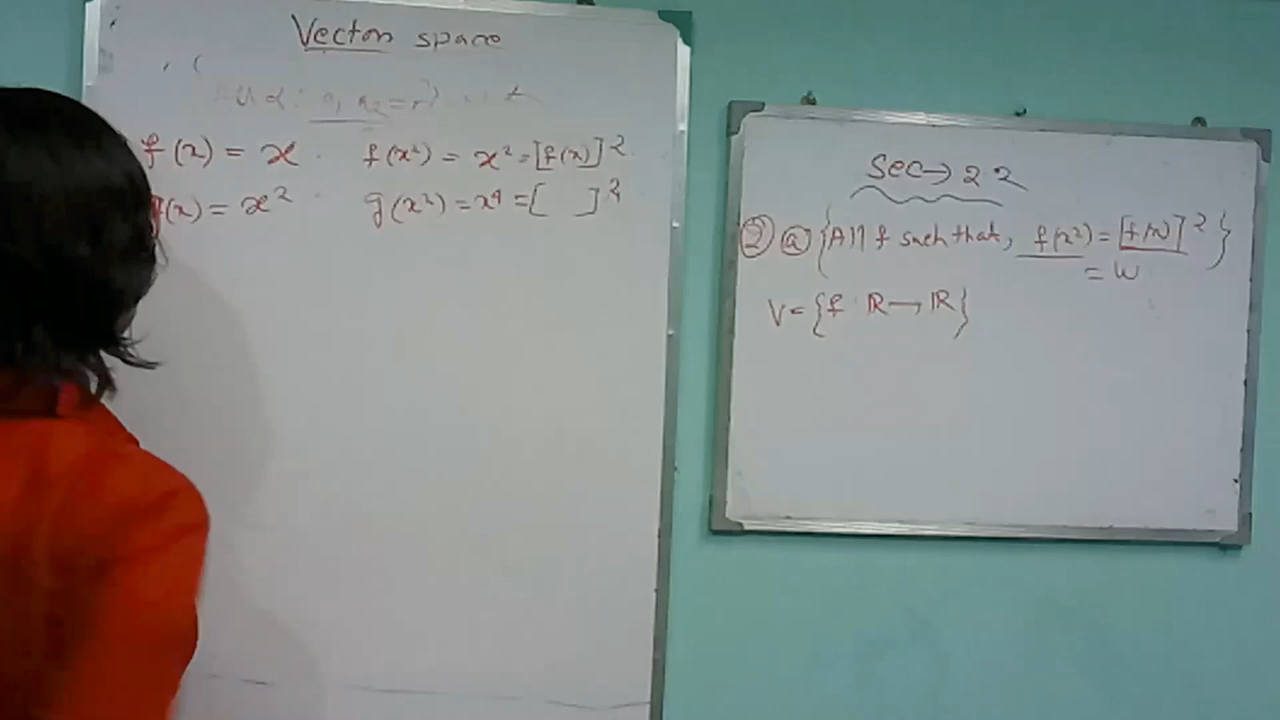 Vector space
f(x) = x f(x²) = x² = [f(x)]²
(x) = x² g(x²) = x⁴ = [ ]²
Sec → 2 2
② ⓐ {All f such that, f(x²) = [f(x)]²}
= W
V = {f R → R}